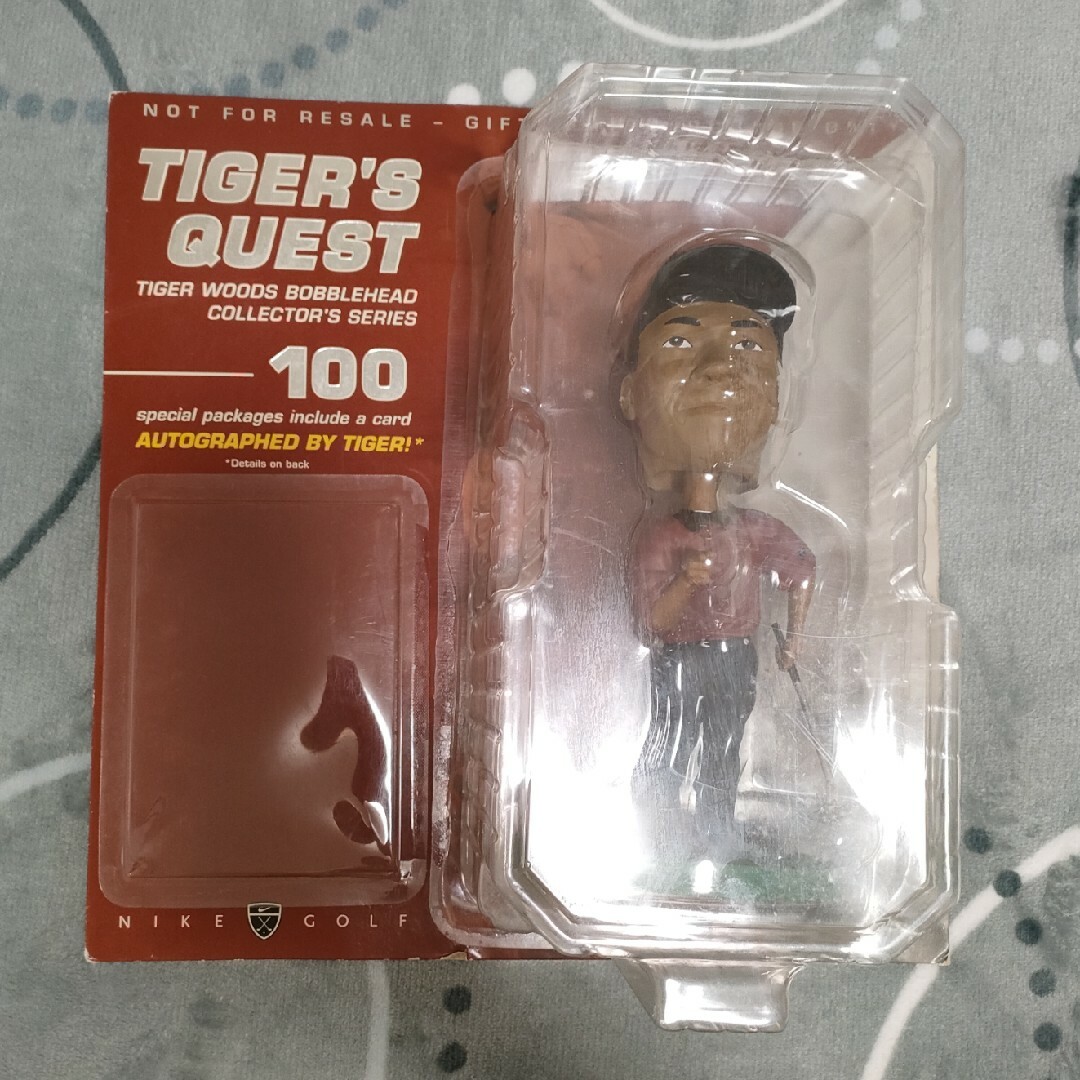 NOT FOR RESALE – GIFT
TIGER'S
QUEST
TIGER WOODS BOBBLEHEAD
COLLECTOR'S SERIES
100
special packages include a card
AUTOGRAPHED BY TIGER!*
*Details on back
NIKE GOLF